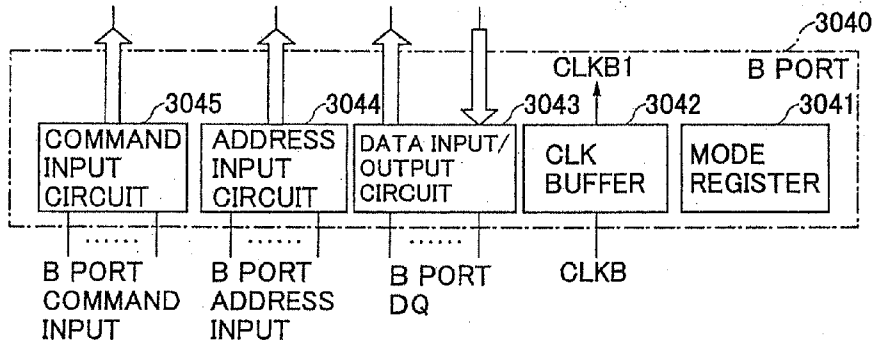 3040
CLKB1
B PORT
3045
3044
3043
3042
3041
COMMAND
INPUT
CIRCUIT
ADDRESS
INPUT
CIRCUIT
DATA INPUT/
OUTPUT
CIRCUIT
CLK
BUFFER
MODE
REGISTER
......
......
......
B PORT
COMMAND
INPUT
B PORT
ADDRESS
INPUT
B PORT
DQ
CLKB